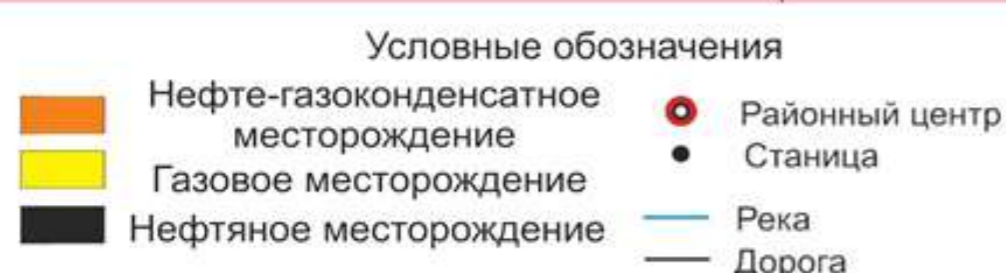 Условные обозначения
Нефте-газоконденсатное
месторождение
Газовое месторождение
Нефтяное месторождение
Районный центр
Станица
Река
Дорога